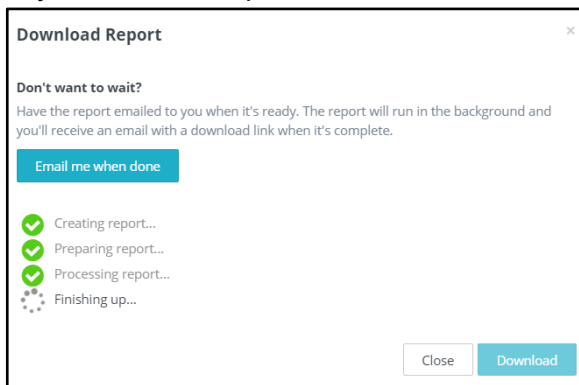 Download Report
×
Don't want to wait?
Have the report emailed to you when it's ready. The report will run in the background and
you'll receive an email with a download link when it's complete.
Email me when done
Creating report...
Preparing report...
Processing report...
Finishing up...
Close Download